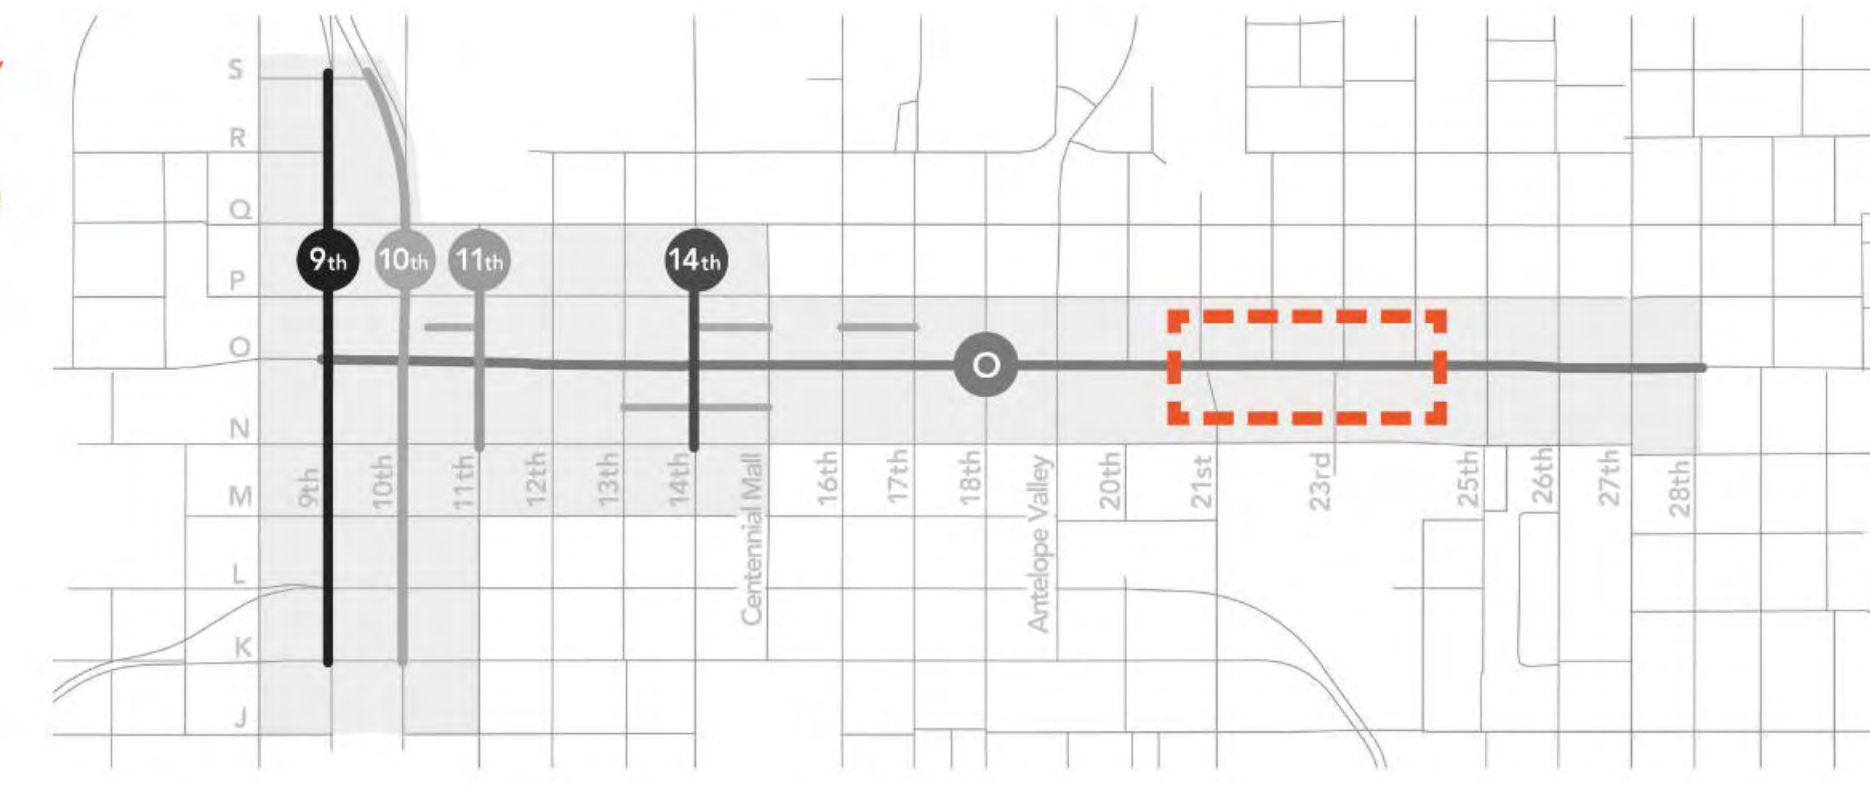 S
R
Q
P
O
N
M
L
K
J
9th
10th
11th
14th
O
9th
10th
11th
12th
13th
14th
Centennial Mall
16th
17th
18th
Antelope Valley
20th
21st
23rd
25th
26th
27th
28th